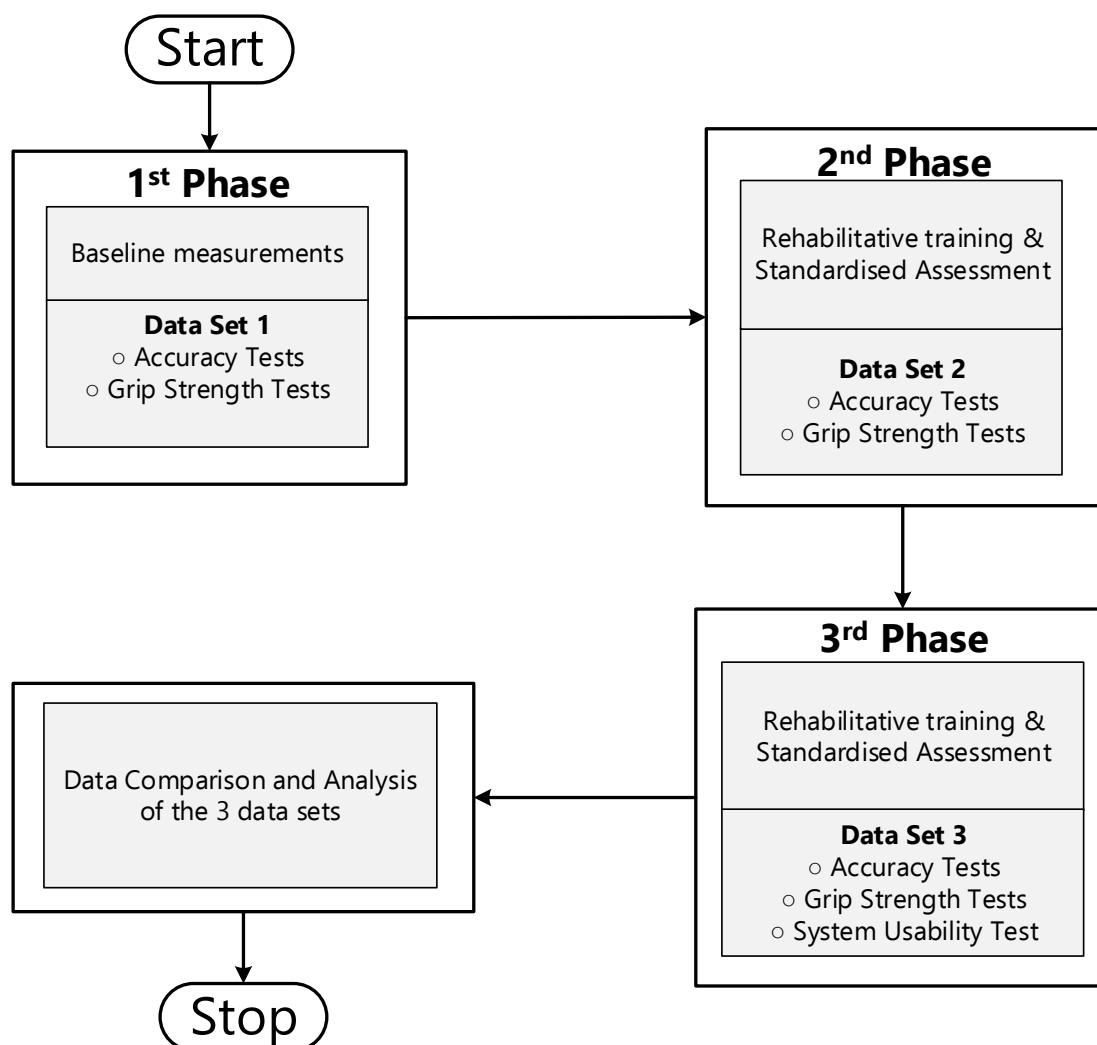 Start
1st Phase
Baseline measurements
Data Set 1
○ Accuracy Tests
○ Grip Strength Tests
2nd Phase
Rehabilitative training &
Standardised Assessment
Data Set 2
○ Accuracy Tests
○ Grip Strength Tests
3rd Phase
Rehabilitative training &
Standardised Assessment
Data Set 3
○ Accuracy Tests
○ Grip Strength Tests
○ System Usability Test
Data Comparison and Analysis
of the 3 data sets
Stop